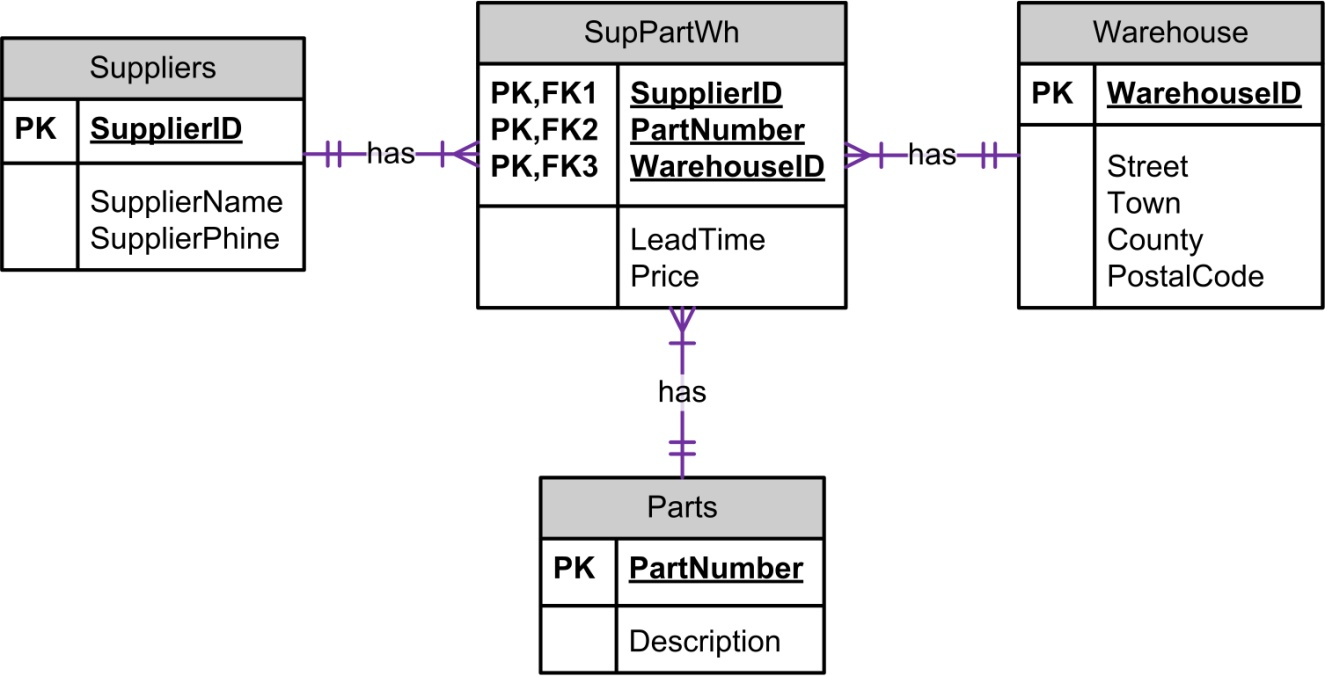 Suppliers
PK SupplierID
SupplierName
SupplierPhine
has
SupPartWh
PK,FK1 SupplierID
PK,FK2 PartNumber
PK,FK3 WarehouseID
LeadTime
Price
has
Warehouse
PK WarehouseID
Street
Town
County
PostalCode
has
Parts
PK PartNumber
Description